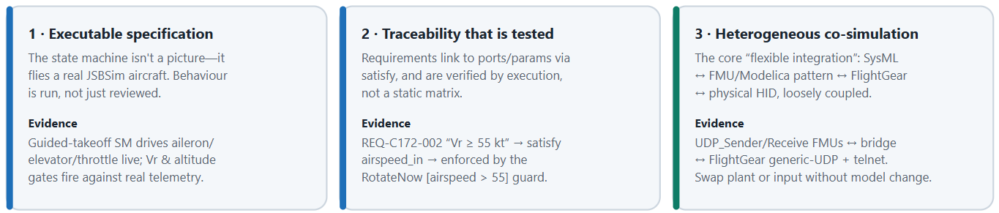 1 · Executable specification
The state machine isn't a picture—it
flies a real JSBSim aircraft. Behaviour
is run, not just reviewed.
Evidence
Guided-takeoff SM drives aileron/
elevator/throttle live; Vr & altitude
gates fire against real telemetry.
2 · Traceability that is tested
Requirements link to ports/params via
satisfy, and are verified by execution,
not a static matrix.
Evidence
REQ-C172-002 “Vr ≥ 55 kt” → satisfy
airspeed_in → enforced by the
RotateNow [airspeed > 55] guard.
3 · Heterogeneous co-simulation
The core “flexible integration”: SysML
↔ FMU/Modelica pattern ↔ FlightGear
↔ physical HID, loosely coupled.
Evidence
UDP_Sender/Receive FMUs ↔ bridge
↔ FlightGear generic-UDP + telnet.
Swap plant or input without model change.